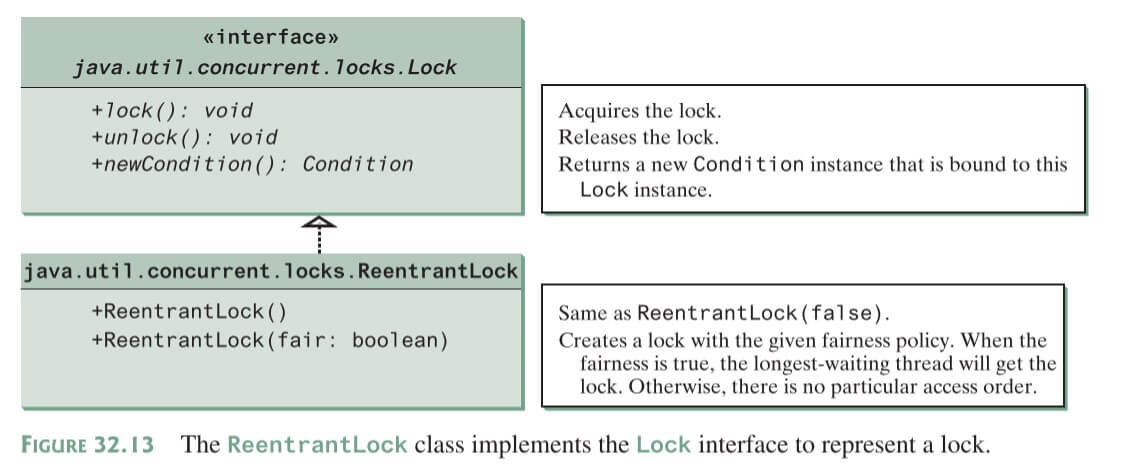 «interface»
java.util.concurrent.locks.Lock
+lock(): void
+unlock(): void
+newCondition(): Condition
Acquires the lock.
Releases the lock.
Returns a new Condition instance that is bound to this
Lock instance.
java.util.concurrent.locks.ReentrantLock
+ReentrantLock()
+ReentrantLock(fair: boolean)
Same as ReentrantLock(false).
Creates a lock with the given fairness policy. When the
fairness is true, the longest-waiting thread will get the
lock. Otherwise, there is no particular access order.
FIGURE 32.13 The ReentrantLock class implements the Lock interface to represent a lock.